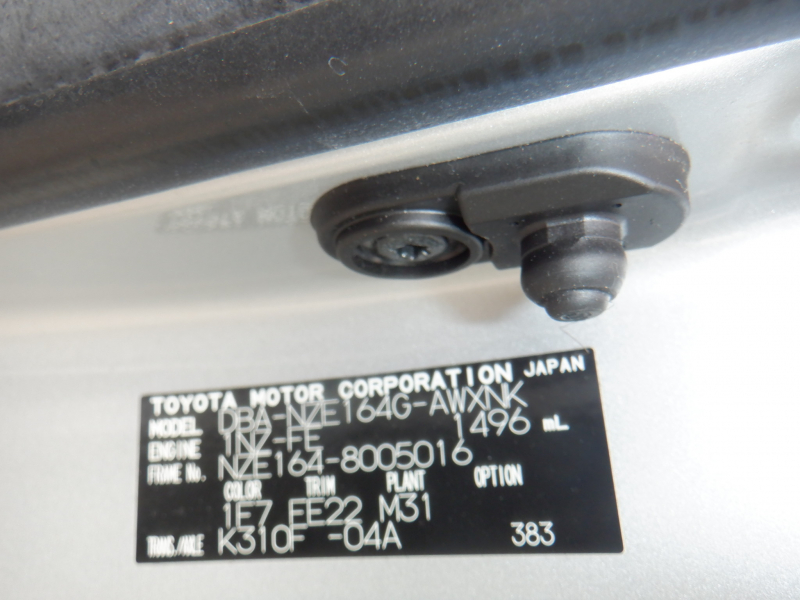 TOYOTA MOTOR CORPORATION JAPAN
MODEL DBA-NZE164G-AWXNK
ENGINE 1NZ-FE 1496 mL
FRAME No. NZE164-8005016
COLOR TRIM PLANT OPTION
1F7 FE22 M31
TRANS./AXLE K310F -04A 383